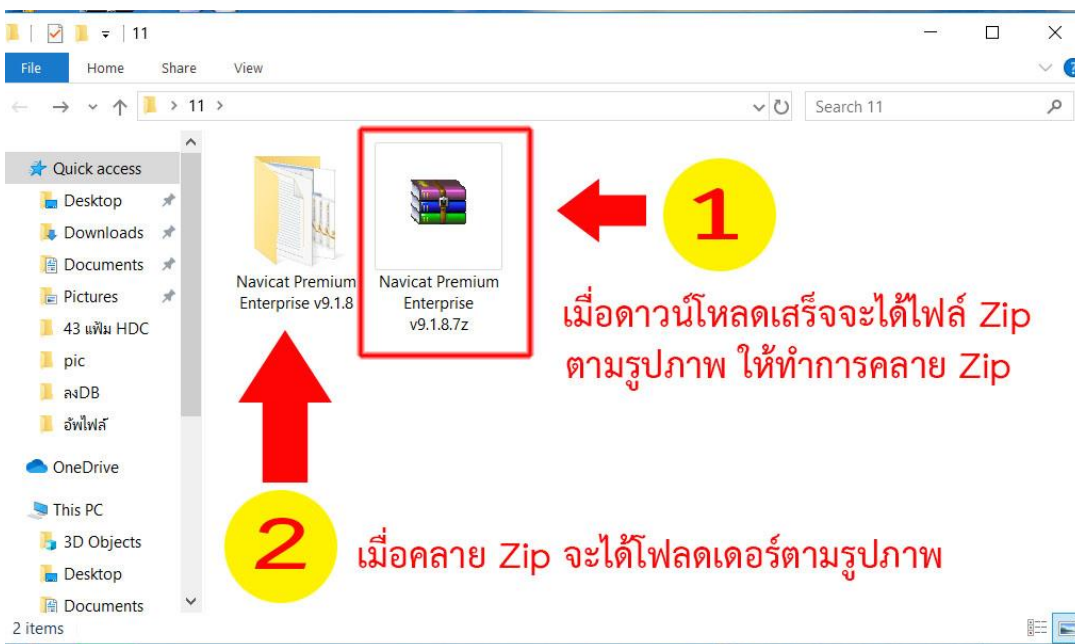 11
File Home Share View
11
Search 11
Quick access
Desktop
Downloads
Documents
Pictures
43 แฟ้ม HDC
pic
ลงDB
อัพไฟล์
OneDrive
This PC
3D Objects
Desktop
Documents
Navicat Premium
Enterprise v9.1.8
Navicat Premium
Enterprise
v9.1.8.7z
1
เมื่อดาวน์โหลดเสร็จจะได้ไฟล์ Zip
ตามรูปภาพ ให้ทำการคลาย Zip
2
เมื่อคลาย Zip จะได้โฟลดเดอร์ตามรูปภาพ
2 items